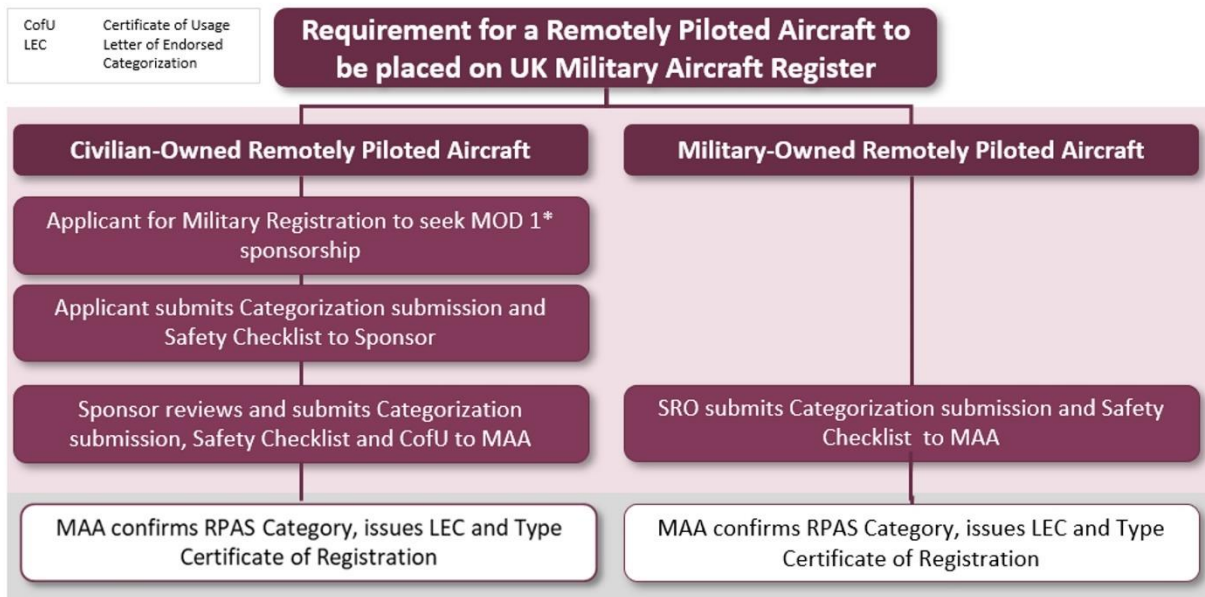 CofU Certificate of Usage
LEC Letter of Endorsed
Categorization
Requirement for a Remotely Piloted Aircraft to
be placed on UK Military Aircraft Register
Civilian-Owned Remotely Piloted Aircraft
Applicant for Military Registration to seek MOD 1*
sponsorship
Applicant submits Categorization submission and
Safety Checklist to Sponsor
Sponsor reviews and submits Categorization
submission, Safety Checklist and CofU to MAA
MAA confirms RPAS Category, issues LEC and Type
Certificate of Registration
Military-Owned Remotely Piloted Aircraft
SRO submits Categorization submission and Safety
Checklist to MAA
MAA confirms RPAS Category, issues LEC and Type
Certificate of Registration